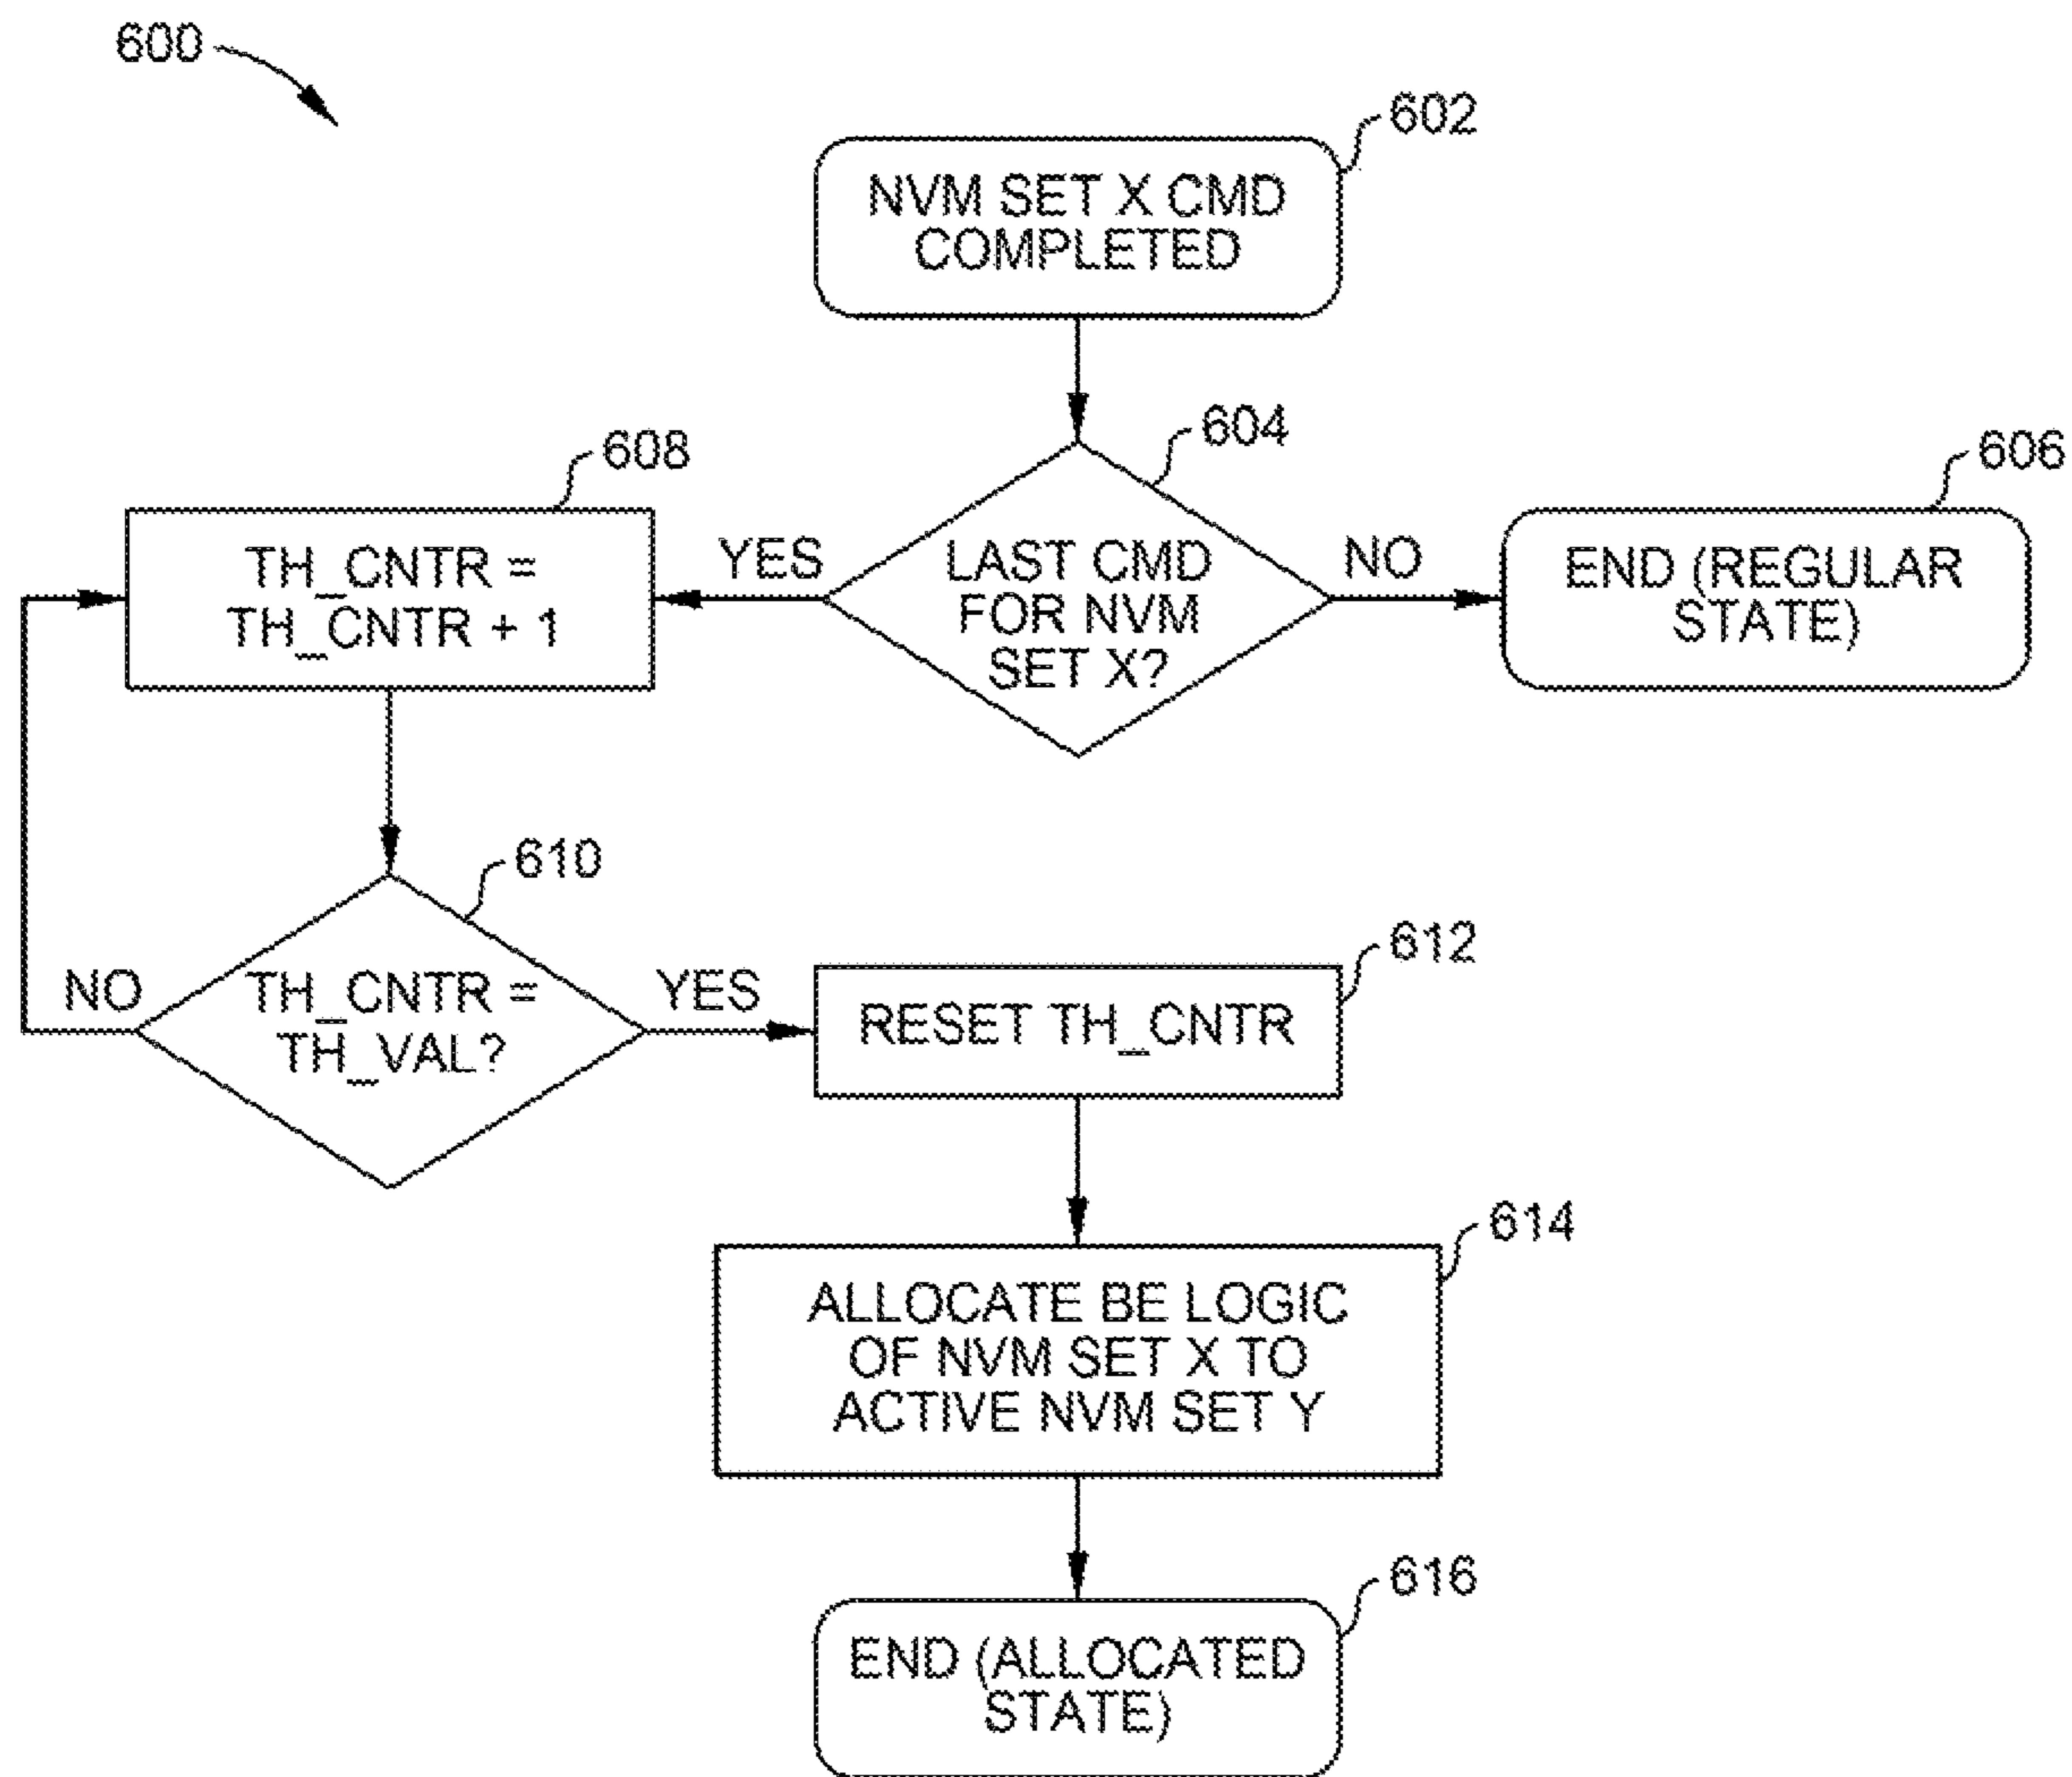 600
602
NVM SET X CMD
COMPLETED
604
LAST CMD
FOR NVM
SET X?
YES
NO
606
END (REGULAR
STATE)
608
TH_CNTR =
TH_CNTR + 1
610
TH_CNTR =
TH_VAL?
NO
YES
612
RESET TH_CNTR
614
ALLOCATE BE LOGIC
OF NVM SET X TO
ACTIVE NVM SET Y
616
END (ALLOCATED
STATE)